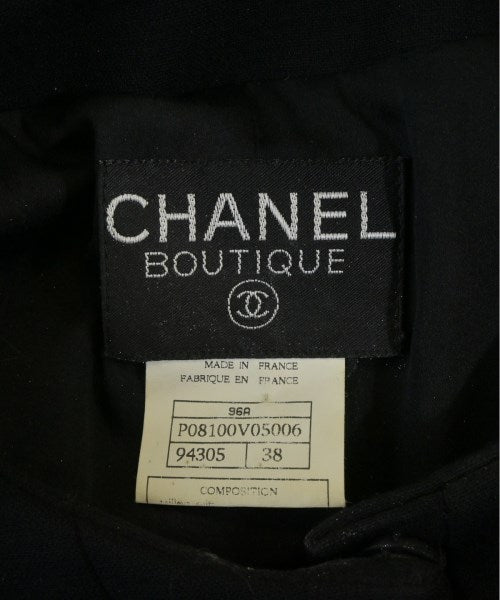 CHANEL
BOUTIQUE
MADE IN FRANCE
FABRIQUE EN FRANCE
96A
P08100V05006
94305 38
COMPOSITION